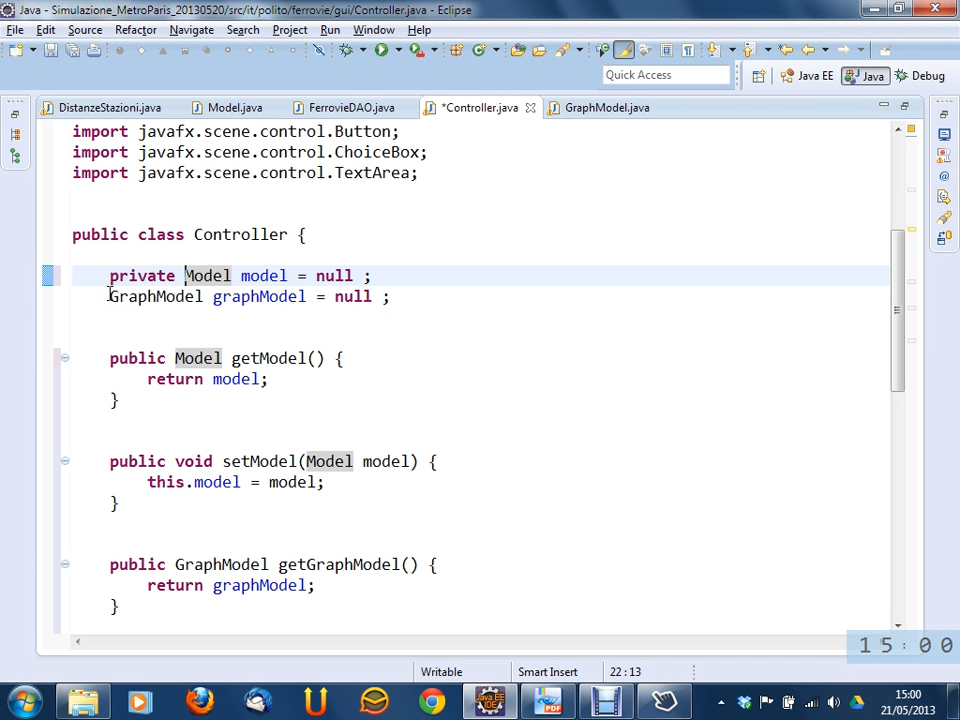 Java - Simulazione_MetroParis_20130520/src/it/polito/ferrovie/gui/Controller.java - Eclipse
File Edit Source Refactor Navigate Search Project Run Window Help
Quick Access
Java EE
Java
Debug
DistanzeStazioni.java
Model.java
FerrovieDAO.java
*Controller.java
GraphModel.java
import javafx.scene.control.Button;
import javafx.scene.control.ChoiceBox;
import javafx.scene.control.TextArea;
public class Controller {
private Model model = null ;
GraphModel graphModel = null ;
public Model getModel() {
return model;
}
public void setModel(Model model) {
this.model = model;
}
public GraphModel getGraphModel() {
return graphModel;
}
15:00
Writable
Smart Insert
22 : 13
Java EE
IDE
PDF
15:00
21/05/2013